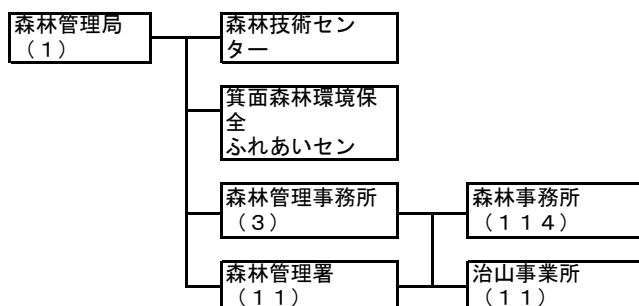 森林管理局
（１）
森林技術セン
ター
箕面森林環境保
全
ふれあいセン
森林管理事務所
（３）
森林事務所
（１１４）
森林管理署
（１１）
治山事業所
（１１）